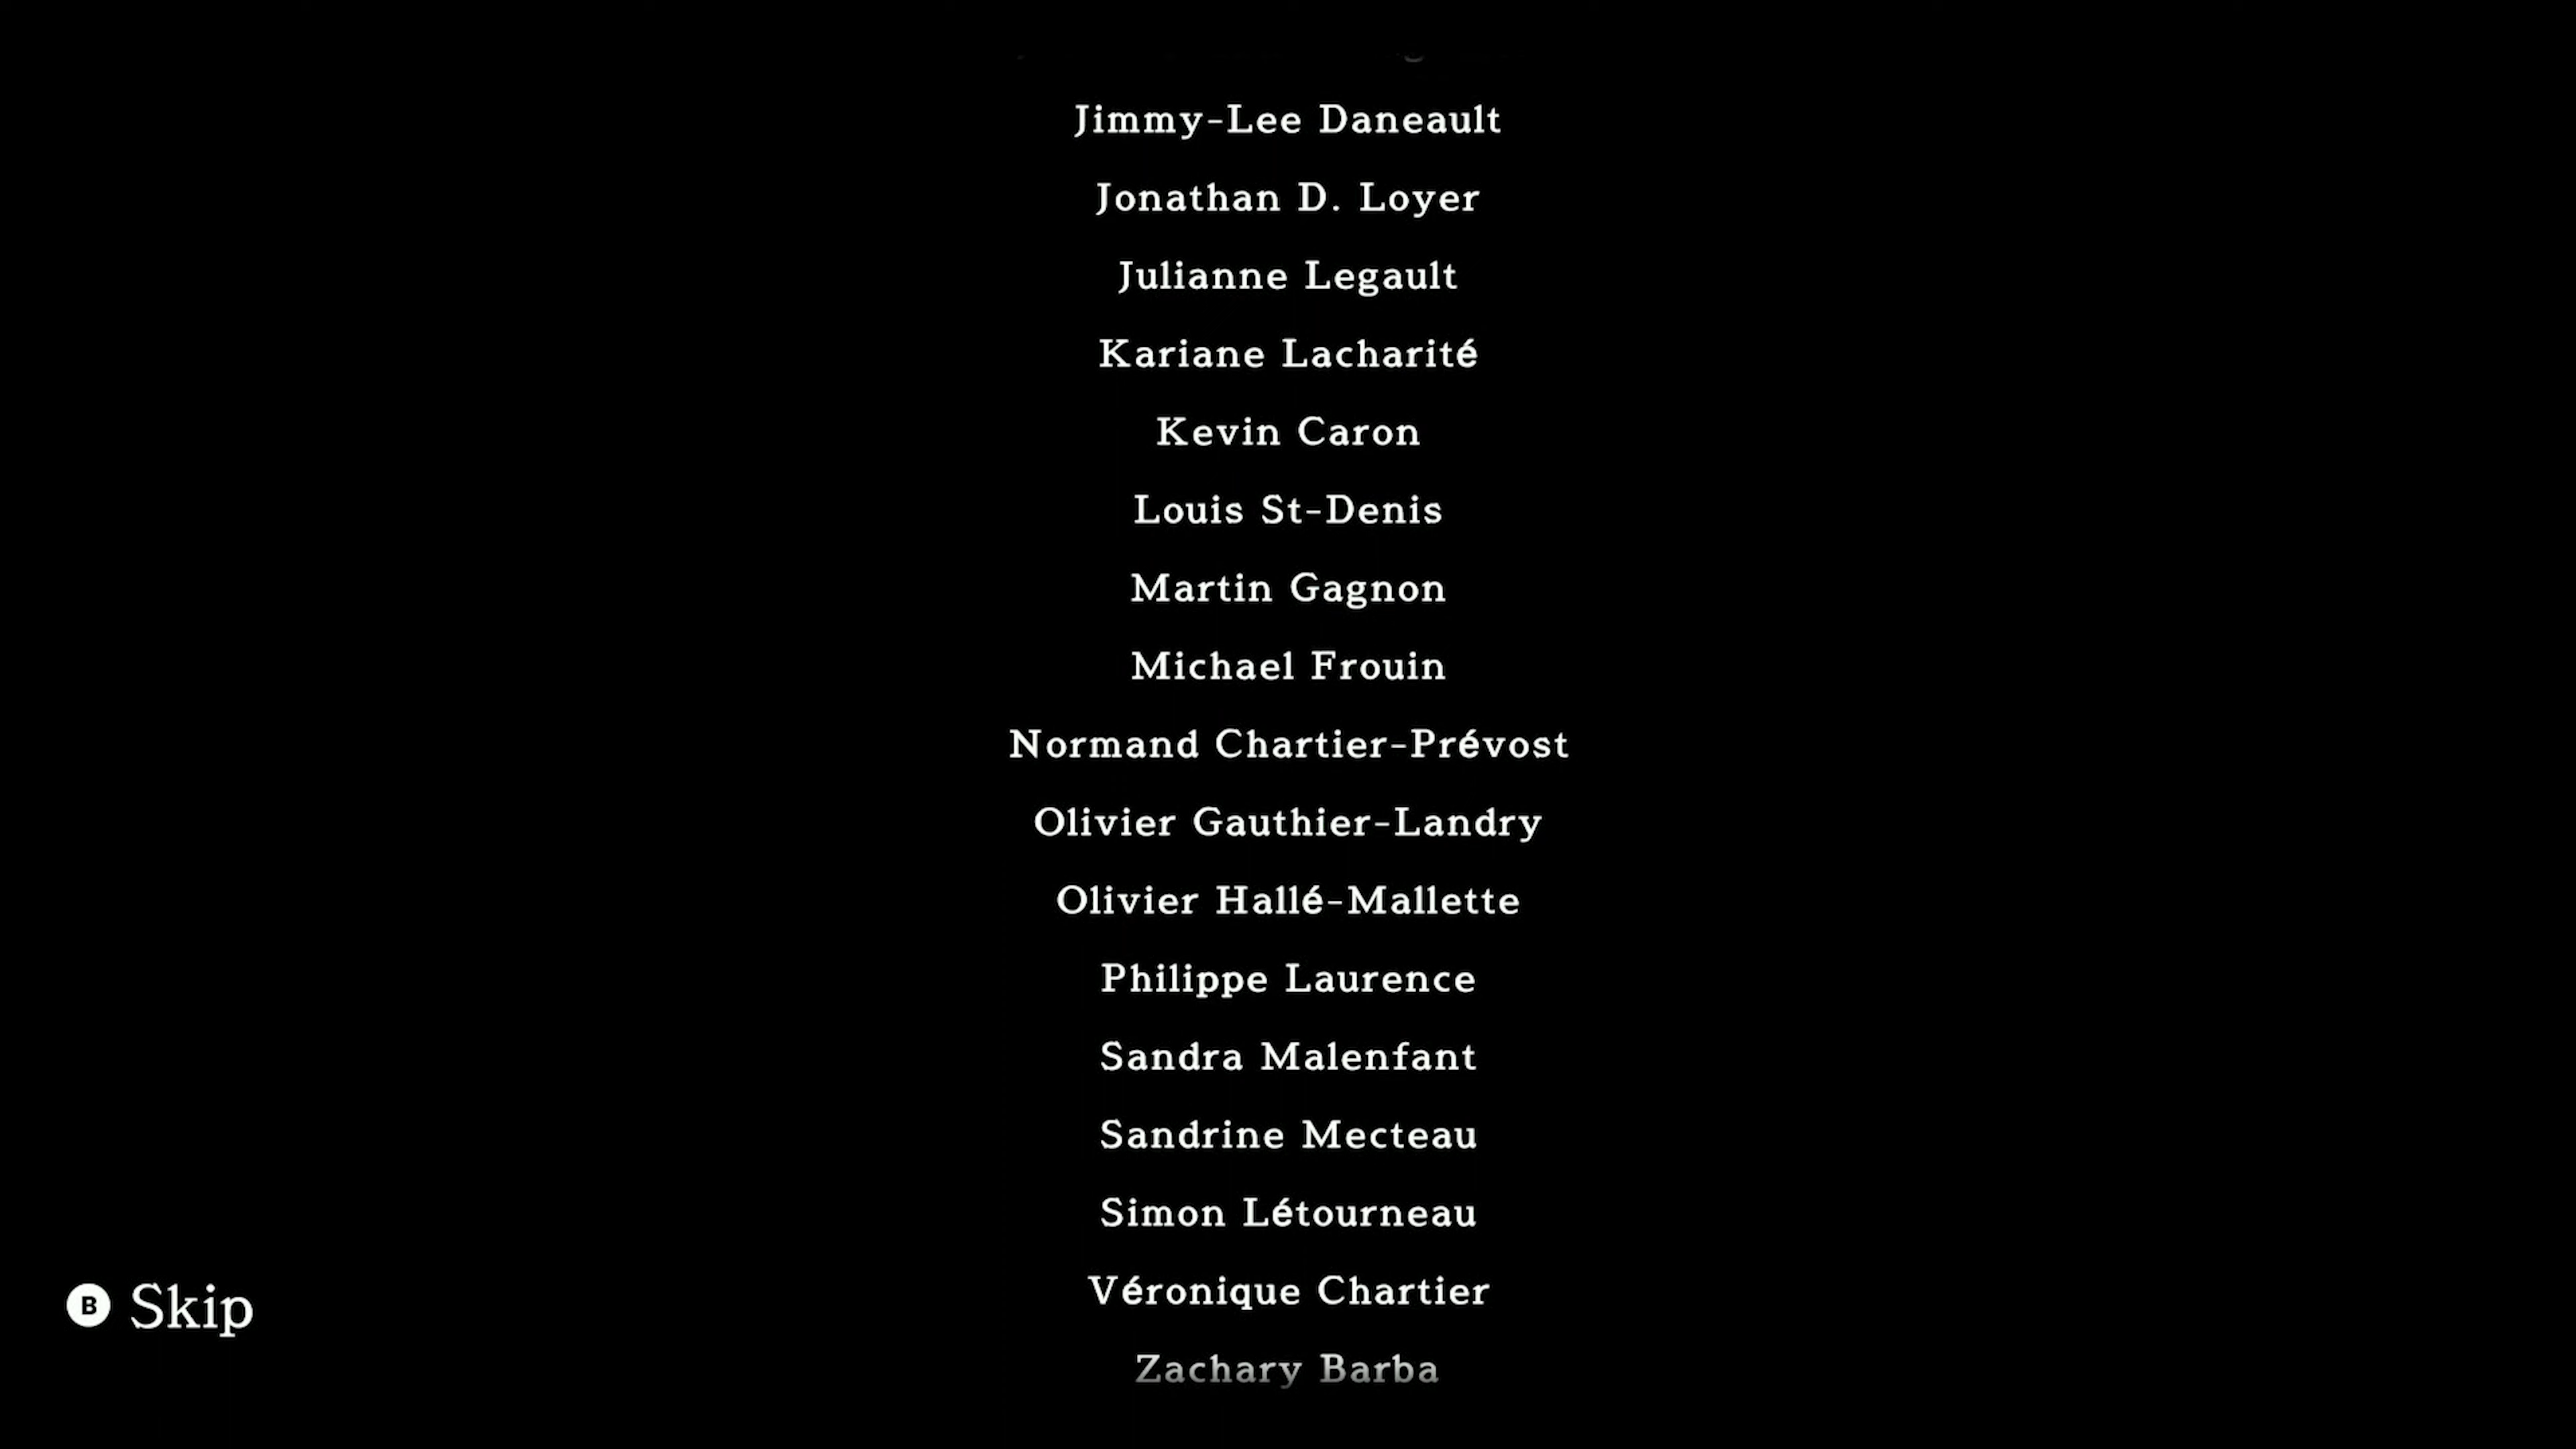 Jimmy-Lee Daneault
Jonathan D. Loyer
Julianne Legault
Kariane Lacharité
Kevin Caron
Louis St-Denis
Martin Gagnon
Michael Frouin
Normand Chartier-Prévost
Olivier Gauthier-Landry
Olivier Hallé-Mallette
Philippe Laurence
Sandra Malenfant
Sandrine Mecteau
Simon Létourneau
Véronique Chartier
B Skip
Zachary Barba